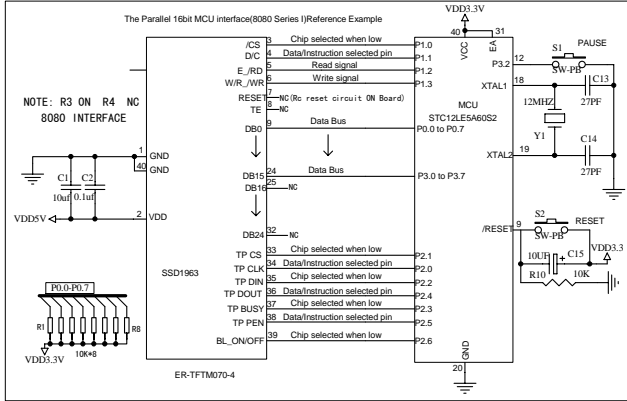 The Parallel 16bit MCU interface(8080 Series I)Reference Example
VDD3.3V
40
31
VCC
EA
/CS 3 Chip selected when low P1.0
D/C 4 Data/Instruction selected pin P1.1
E_/RD 5 Read signal P1.2
W/R_/WR 6 Write signal P1.3
RESET 7 NC(Rc reset circuit ON Board)
TE 8 NC
DB0 9 Data Bus P0.0 to P0.7
DB15 24 Data Bus P3.0 to P3.7
DB16 25 NC
DB24 32 NC
TP CS 33 Chip selected when low P2.1
TP CLK 34 Data/Instruction selected pin P2.0
TP DIN 35 Chip selected when low P2.2
TP DOUT 36 Data/Instruction selected pin P2.4
TP BUSY 37 Chip selected when low P2.3
TP PEN 38 Data/Instruction selected pin P2.5
BL_ON/OFF 39 Chip selected when low P2.6
NOTE: R3 ON R4 NC
8080 INTERFACE
1 GND
40 GND
C1
C2
10uf
0.1uf
VDD5V
2 VDD
SSD1963
P0.0-P0.7
R1
R8
10K*8
VDD3.3V
ER-TFTM070-4
MCU
STC12LE5A60S2
P3.2 12
S1
PAUSE
SW-PB
XTAL1 18
C13
12MHZ
27PF
Y1
C14
XTAL2 19
27PF
/RESET 9
S2
RESET
SW-PB
VDD3.3V
10UF + C15
R10 10K
GND
20